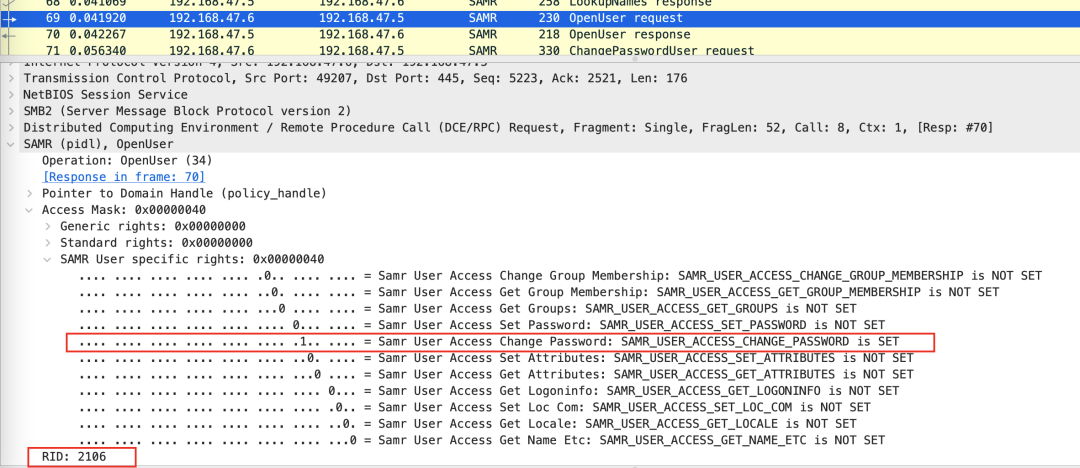 68 0.041069 192.168.47.5 192.168.47.6 SAMR 258 LookupNames response
69 0.041920 192.168.47.6 192.168.47.5 SAMR 230 OpenUser request
70 0.042267 192.168.47.5 192.168.47.6 SAMR 218 OpenUser response
71 0.056340 192.168.47.6 192.168.47.5 SAMR 330 ChangePasswordUser request
Internet Protocol Version 4, Src: 192.168.47.6, Dst: 192.168.47.5
Transmission Control Protocol, Src Port: 49207, Dst Port: 445, Seq: 5223, Ack: 2521, Len: 176
NetBIOS Session Service
SMB2 (Server Message Block Protocol version 2)
Distributed Computing Environment / Remote Procedure Call (DCE/RPC) Request, Fragment: Single, FragLen: 52, Call: 8, Ctx: 1, [Resp: #70]
SAMR (pidl), OpenUser
Operation: OpenUser (34)
[Response in frame: 70]
Pointer to Domain Handle (policy_handle)
Access Mask: 0x00000040
Generic rights: 0x00000000
Standard rights: 0x00000000
SAMR User specific rights: 0x00000040
.... .... .... .... .... .0.. .... .... = Samr User Access Change Group Membership: SAMR_USER_ACCESS_CHANGE_GROUP_MEMBERSHIP is NOT SET
.... .... .... .... .... ..0. .... .... = Samr User Access Get Group Membership: SAMR_USER_ACCESS_GET_GROUP_MEMBERSHIP is NOT SET
.... .... .... .... .... ...0 .... .... = Samr User Access Get Groups: SAMR_USER_ACCESS_GET_GROUPS is NOT SET
.... .... .... .... .... .... 0... .... = Samr User Access Set Password: SAMR_USER_ACCESS_SET_PASSWORD is NOT SET
.... .... .... .... .... .... .1.. .... = Samr User Access Change Password: SAMR_USER_ACCESS_CHANGE_PASSWORD is SET
.... .... .... .... .... .... ..0. .... = Samr User Access Set Attributes: SAMR_USER_ACCESS_SET_ATTRIBUTES is NOT SET
.... .... .... .... .... .... ...0 .... = Samr User Access Get Attributes: SAMR_USER_ACCESS_GET_ATTRIBUTES is NOT SET
.... .... .... .... .... .... .... 0... = Samr User Access Get Logoninfo: SAMR_USER_ACCESS_GET_LOGONINFO is NOT SET
.... .... .... .... .... .... .... .0.. = Samr User Access Set Loc Com: SAMR_USER_ACCESS_SET_LOC_COM is NOT SET
.... .... .... .... .... .... .... ..0. = Samr User Access Get Locale: SAMR_USER_ACCESS_GET_LOCALE is NOT SET
.... .... .... .... .... .... .... ...0 = Samr User Access Get Name Etc: SAMR_USER_ACCESS_GET_NAME_ETC is NOT SET
RID: 2106